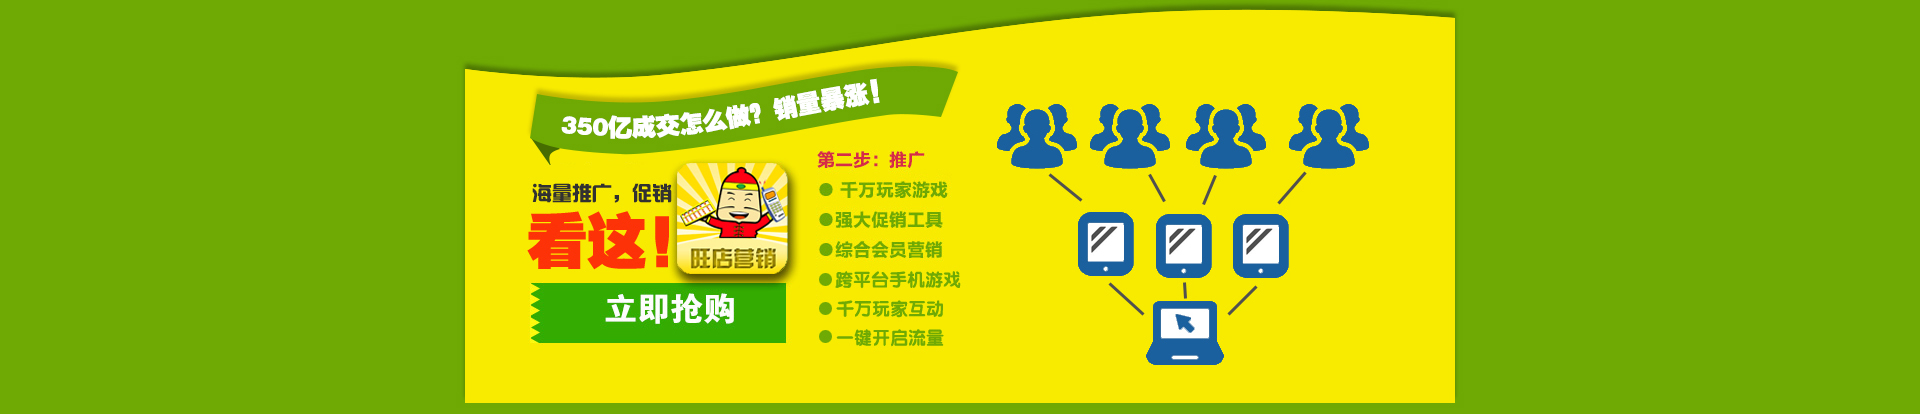 350亿成交怎么做？销量暴涨！
海量推广，促销
看这！
旺店营销
立即抢购
第二步：推广
● 千万玩家游戏
●强大促销工具
●综合会员营销
●跨平台手机游戏
●千万玩家互动
●一键开启流量